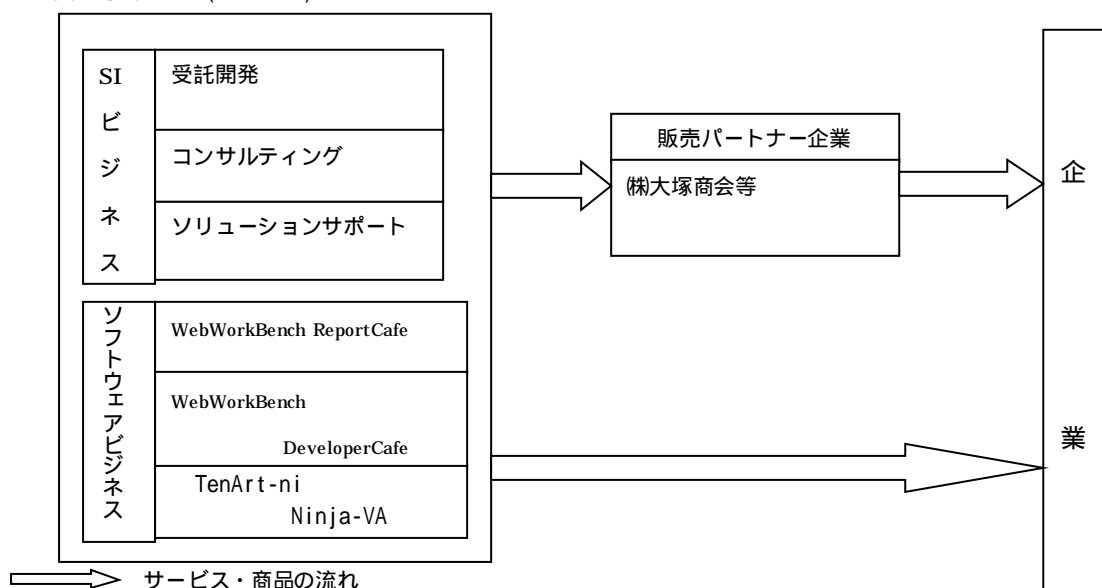 SIビジネス
受託開発
コンサルティング
ソリューションサポート
販売パートナー企業
㈱大塚商会等
企業
ソフトウェアビジネス
WebWorkBench ReportCafe
WebWorkBench
DeveloperCafe
TenArt-ni
Ninja-VA
サービス・商品の流れ